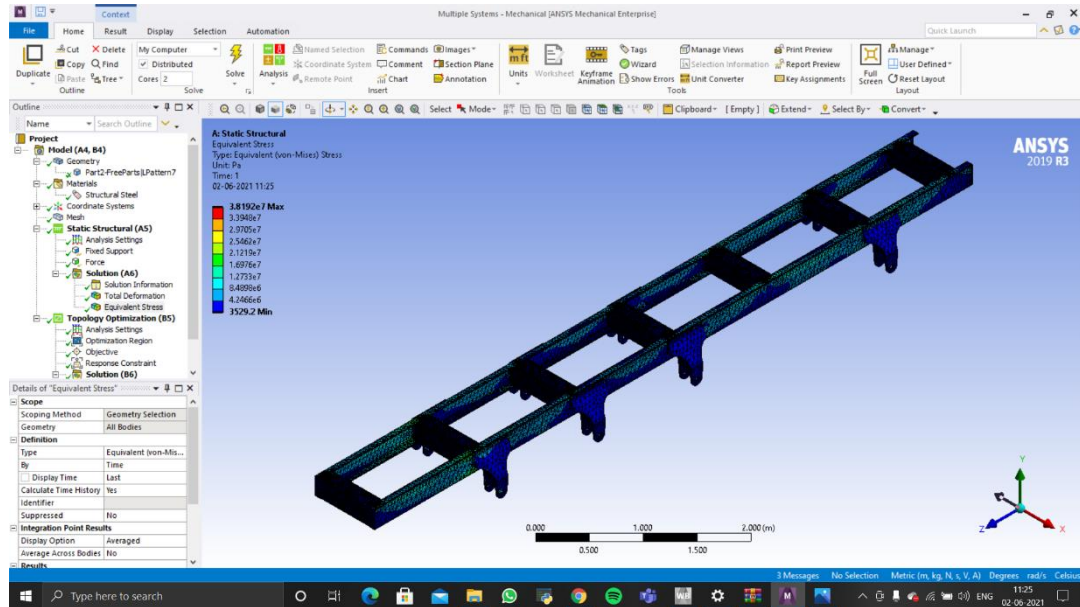 Context
Multiple Systems - Mechanical [ANSYS Mechanical Enterprise]
File Home Result Display Selection Automation
Quick Launch
Duplicate
Cut Delete
Copy Find
Paste Tree
Outline
My Computer
Distributed
Cores 2
Solve
Solve
Analysis
Named Selection
Coordinate System
Remote Point
Commands
Comment
Chart
Images
Section Plane
Annotation
Insert
Units
Worksheet
Keyframe Animation
Tags
Wizard
Show Errors
Manage Views
Selection Information
Unit Converter
Print Preview
Report Preview
Key Assignments
Tools
Full Screen
Manage
User Defined
Reset Layout
Layout
Outline
Name Search Outline
Select Mode Clipboard [ Empty ] Extend Select By Convert
Project
Model (A4, B4)
Geometry
Part2-FreeParts|LPattern7
Materials
Structural Steel
Coordinate Systems
Mesh
Static Structural (A5)
Analysis Settings
Fixed Support
Force
Solution (A6)
Solution Information
Total Deformation
Equivalent Stress
Topology Optimization (B5)
Analysis Settings
Optimization Region
Objective
Response Constraint
Solution (B6)
Details of "Equivalent Stress"
Scope
Scoping Method Geometry Selection
Geometry All Bodies
Definition
Type Equivalent (von-Mis...
By Time
Display Time Last
Calculate Time History Yes
Identifier
Suppressed No
Integration Point Results
Display Option Averaged
Average Across Bodies No
Results
A: Static Structural
Equivalent Stress
Type: Equivalent (von-Mises) Stress
Unit: Pa
Time: 1
02-06-2021 11:25
3.8192e7 Max
3.3948e7
2.9705e7
2.5462e7
2.1219e7
1.6976e7
1.2733e7
8.4898e6
4.2466e6
3529.2 Min
ANSYS
2019 R3
0.000 1.000 2.000 (m)
0.500 1.500
Y
Z X
3 Messages No Selection Metric (m, kg, N, s, V, A) Degrees rad/s Celsius
Type here to search
ENG
11:25
02-06-2021